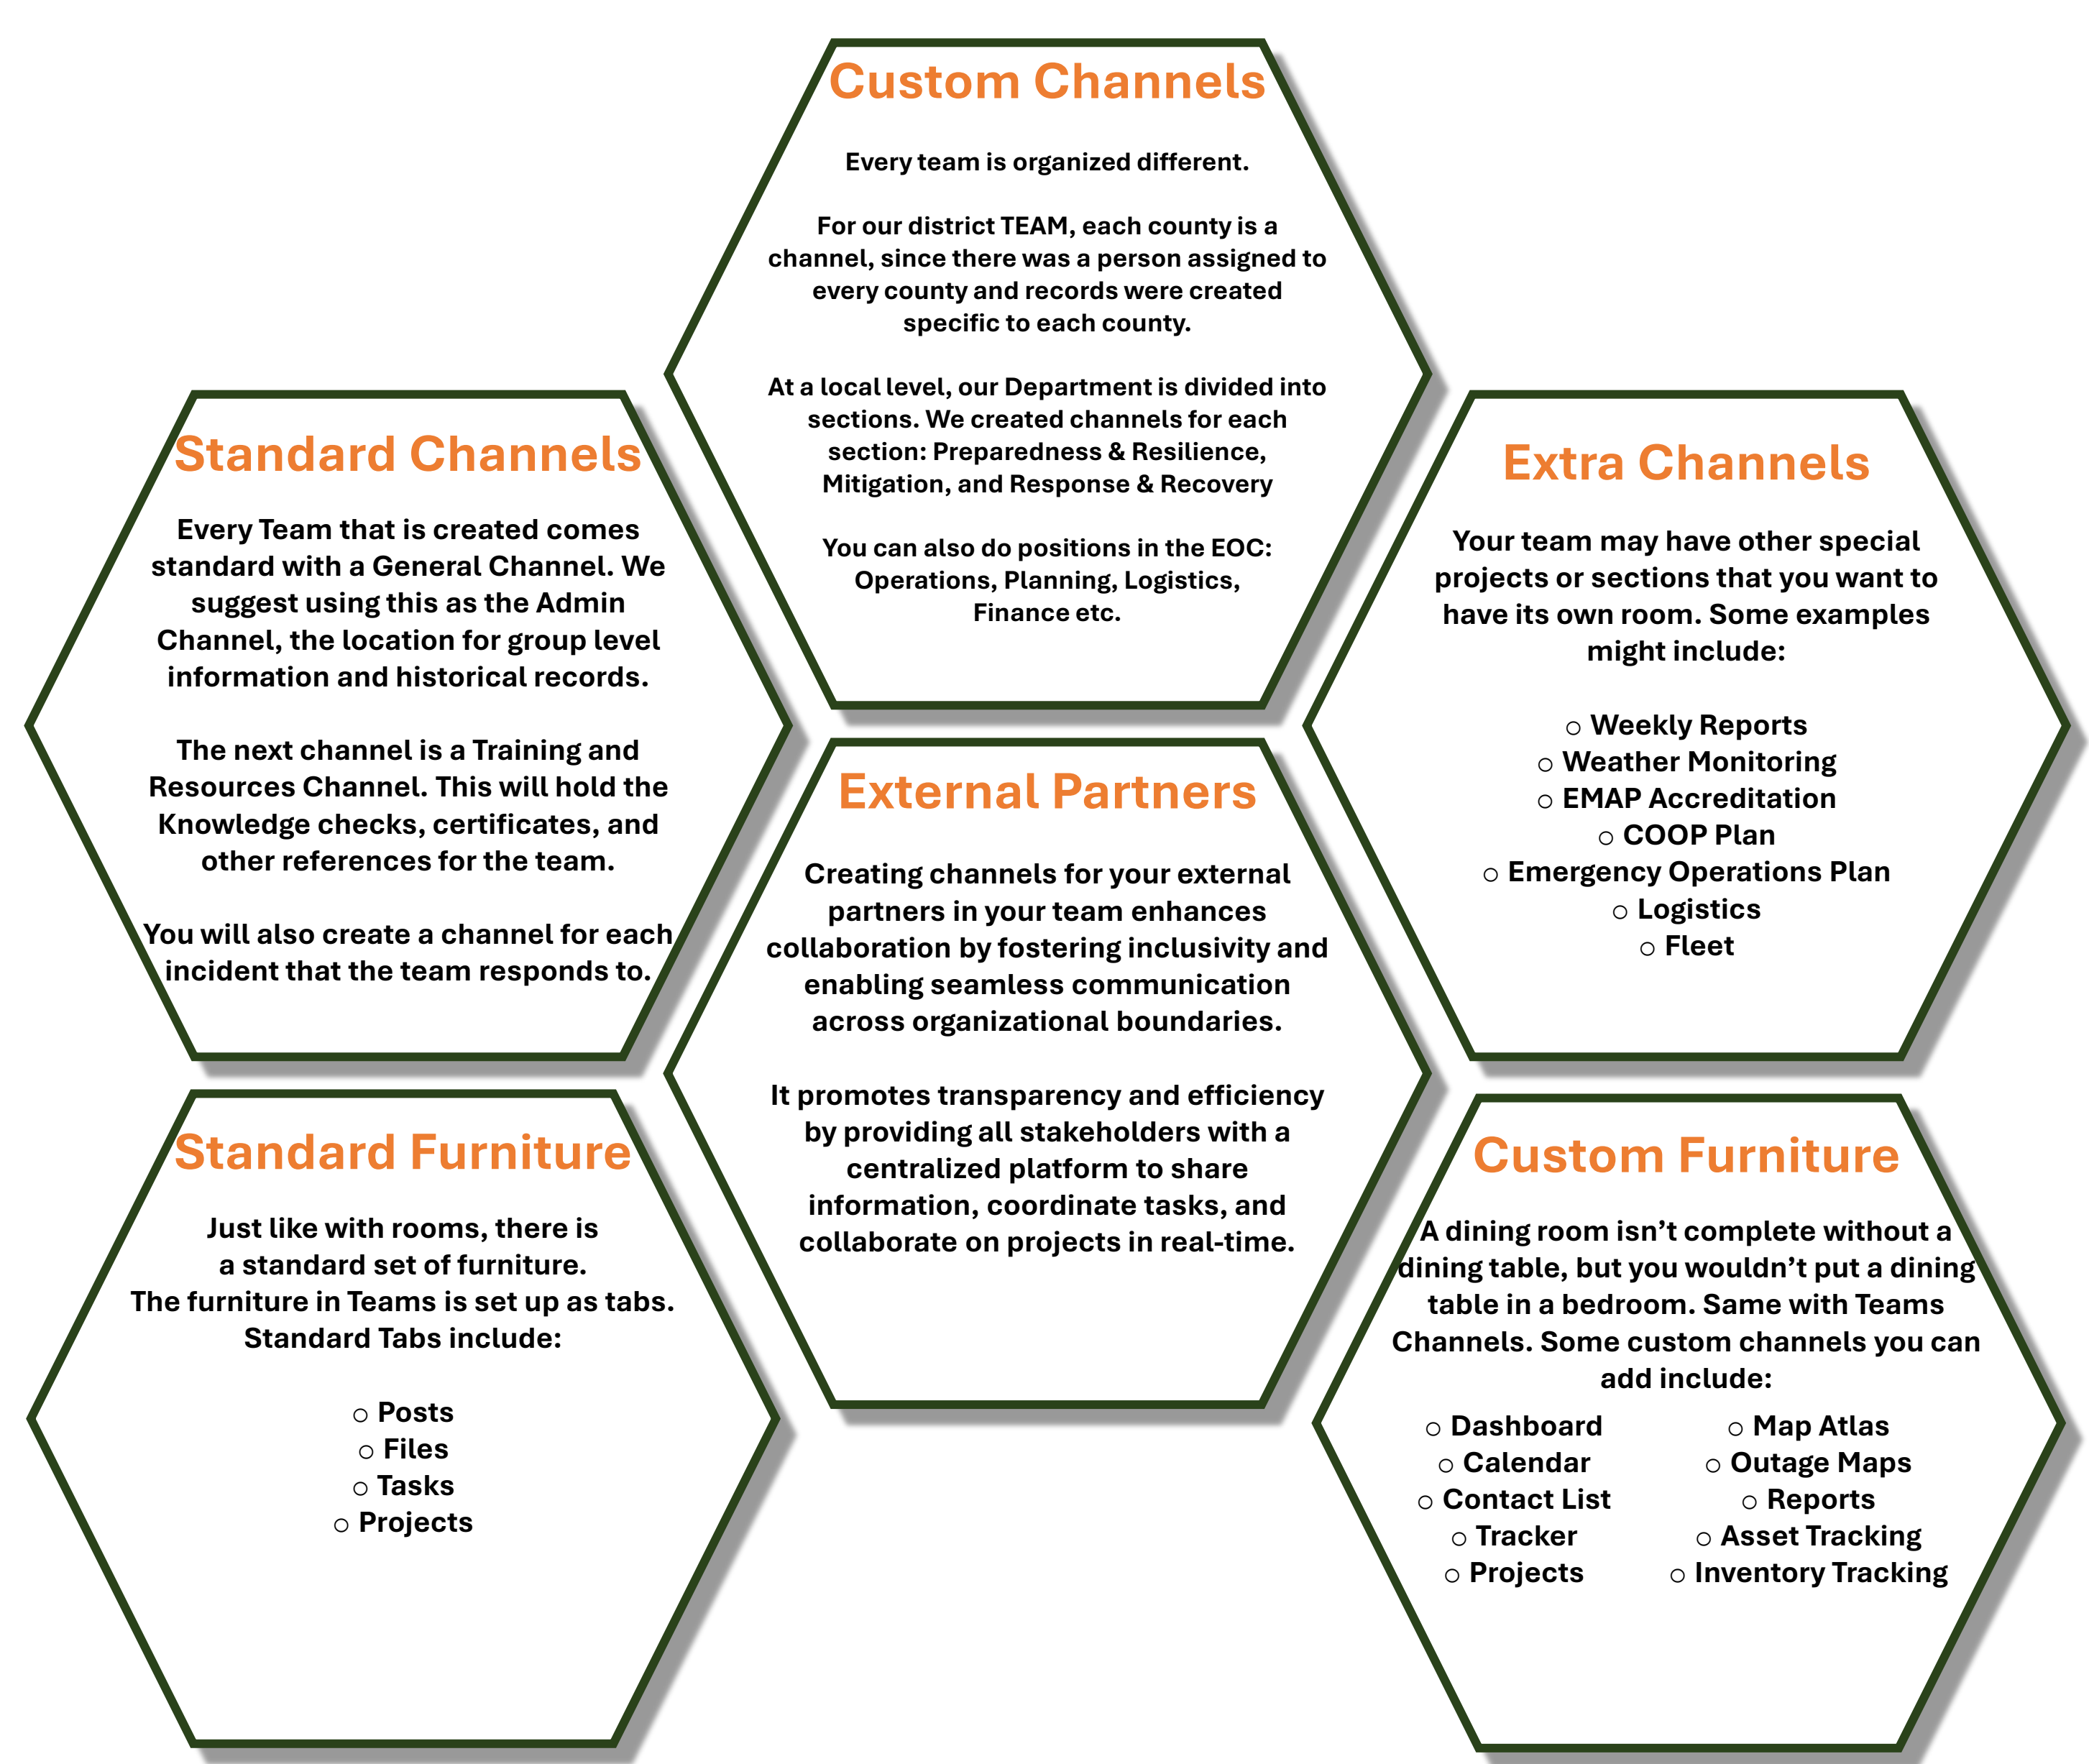 Custom Channels
Every team is organized different.
For our district TEAM, each county is a
channel, since there was a person assigned to
every county and records were created
specific to each county.
At a local level, our Department is divided into
sections. We created channels for each
section: Preparedness & Resilience,
Mitigation, and Response & Recovery
You can also do positions in the EOC:
Operations, Planning, Logistics,
Finance etc.
Standard Channels
Every Team that is created comes
standard with a General Channel. We
suggest using this as the Admin
Channel, the location for group level
information and historical records.
The next channel is a Training and
Resources Channel. This will hold the
Knowledge checks, certificates, and
other references for the team.
You will also create a channel for each
incident that the team responds to.
Extra Channels
Your team may have other special
projects or sections that you want to
have its own room. Some examples
might include:
○ Weekly Reports
○ Weather Monitoring
○ EMAP Accreditation
○ COOP Plan
○ Emergency Operations Plan
○ Logistics
○ Fleet
External Partners
Creating channels for your external
partners in your team enhances
collaboration by fostering inclusivity and
enabling seamless communication
across organizational boundaries.
It promotes transparency and efficiency
by providing all stakeholders with a
centralized platform to share
information, coordinate tasks, and
collaborate on projects in real-time.
Standard Furniture
Just like with rooms, there is
a standard set of furniture.
The furniture in Teams is set up as tabs.
Standard Tabs include:
○ Posts
○ Files
○ Tasks
○ Projects
Custom Furniture
A dining room isn’t complete without a
dining table, but you wouldn’t put a dining
table in a bedroom. Same with Teams
Channels. Some custom channels you can
add include:
○ Dashboard
○ Calendar
○ Contact List
○ Tracker
○ Projects
○ Map Atlas
○ Outage Maps
○ Reports
○ Asset Tracking
○ Inventory Tracking